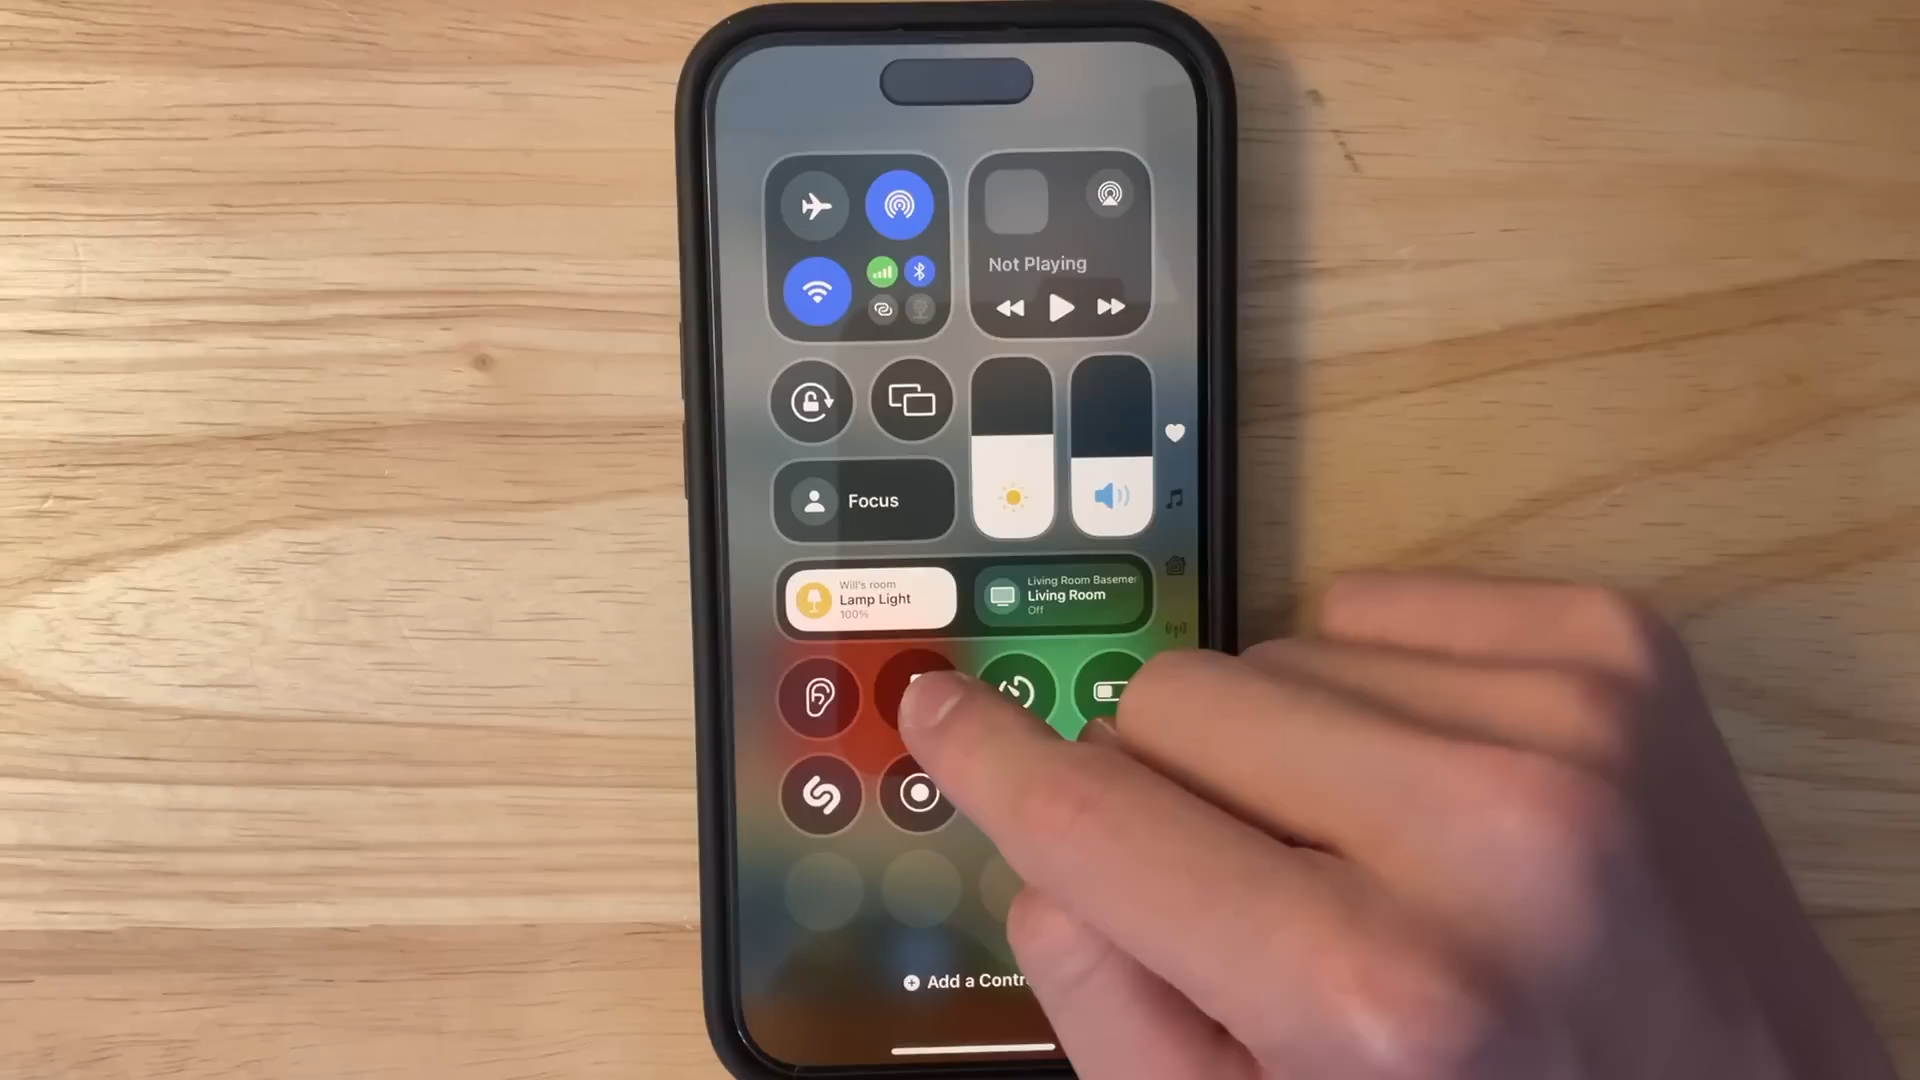 Not Playing
Focus
Will's room
Lamp Light
100%
Living Room Basemer
Living Room
Off
Add a Contr